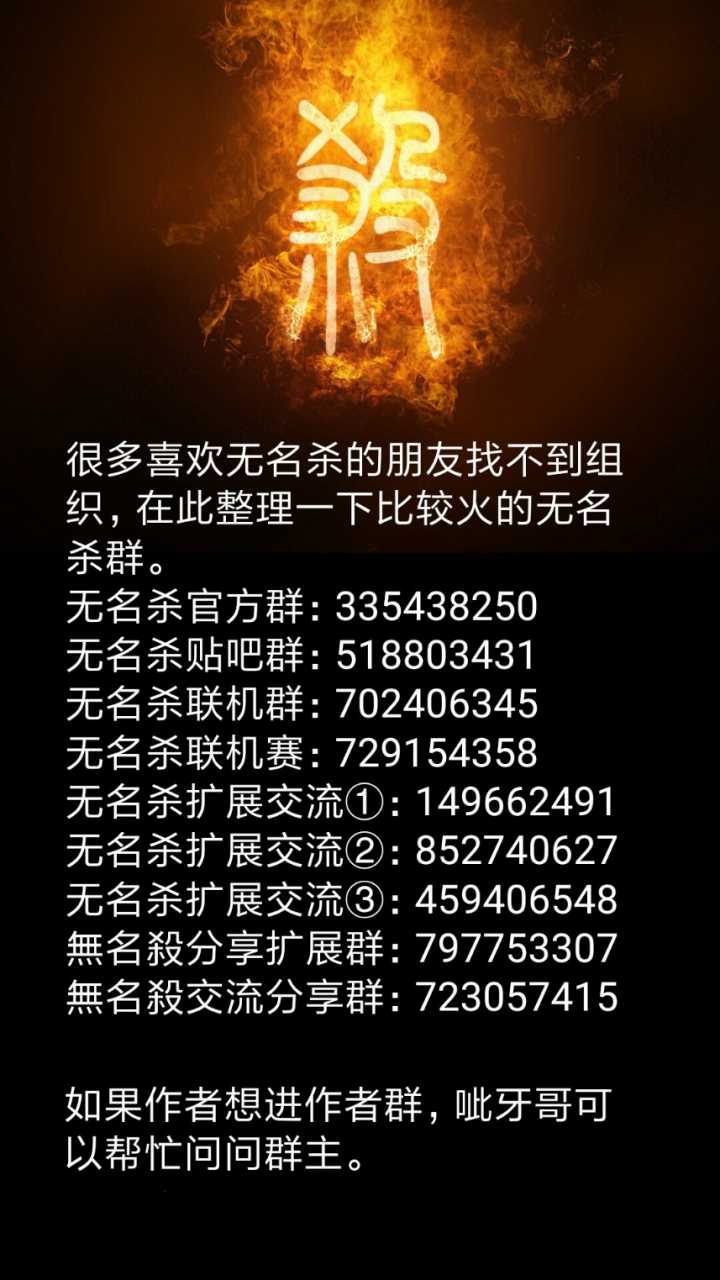 殺
很多喜欢无名杀的朋友找不到组
织，在此整理一下比较火的无名
杀群。
无名杀官方群：335438250
无名杀贴吧群：518803431
无名杀联机群：702406345
无名杀联机赛：729154358
无名杀扩展交流①：149662491
无名杀扩展交流②：852740627
无名杀扩展交流③：459406548
無名殺分享扩展群：797753307
無名殺交流分享群：723057415
如果作者想进作者群，呲牙哥可
以帮忙问问群主。